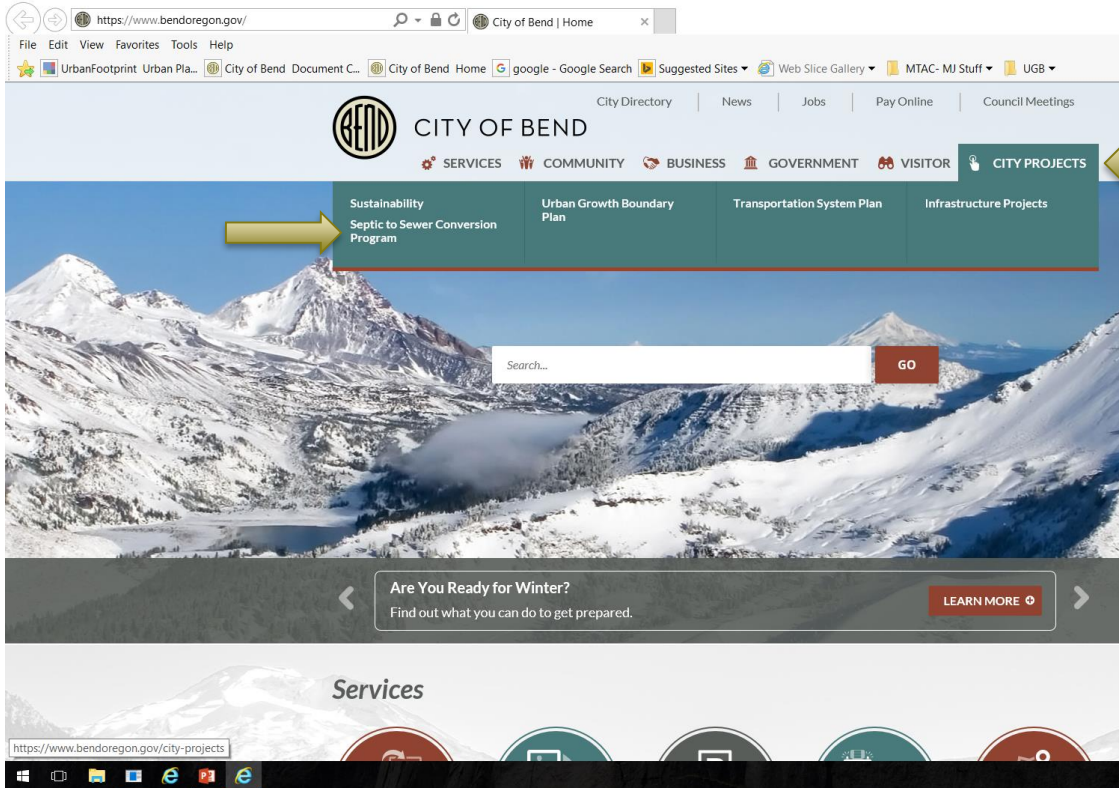 https://www.bendoregon.gov/
City of Bend | Home
File Edit View Favorites Tools Help
UrbanFootprint Urban Pla... City of Bend Document C... City of Bend Home google - Google Search Suggested Sites Web Slice Gallery MTAC- MJ Stuff UGB
City Directory News Jobs Pay Online Council Meetings
BEND
CITY OF BEND
SERVICES COMMUNITY BUSINESS GOVERNMENT VISITOR CITY PROJECTS
Sustainability
Septic to Sewer Conversion
Program
Urban Growth Boundary
Plan
Transportation System Plan
Infrastructure Projects
Search...
GO
Are You Ready for Winter?
Find out what you can do to get prepared.
LEARN MORE
Services
https://www.bendoregon.gov/city-projects